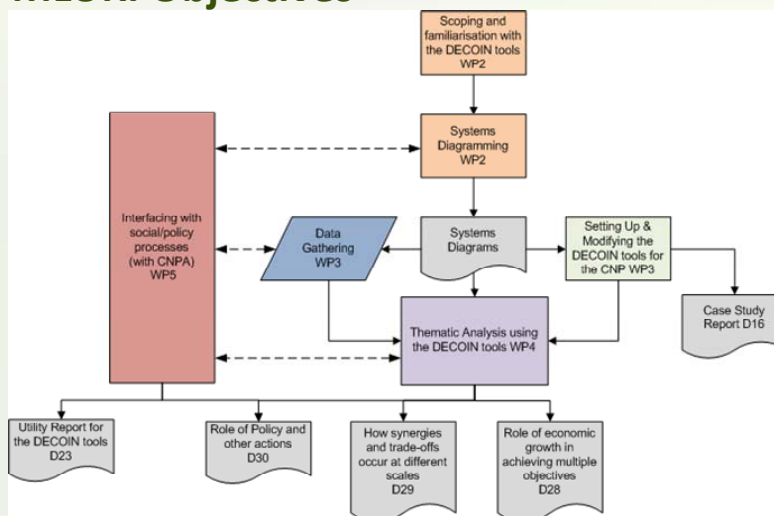 Objectives
Scoping and
familiarisation with
the DECOIN tools
WP2
Systems
Diagramming
WP2
Interfacing with
social/policy
processes
(with CNPA)
WP5
Data
Gathering
WP3
Systems
Diagrams
Setting Up &
Modifying the
DECOIN tools for
the CNP WP3
Case Study
Report D16
Thematic Analysis using
the DECOIN tools WP4
Utility Report for
the DECOIN tools
D23
Role of Policy and
other actions
D30
How synergies
and trade-offs
occur at different
scales
D29
Role of economic
growth in
achieving multiple
objectives
D28